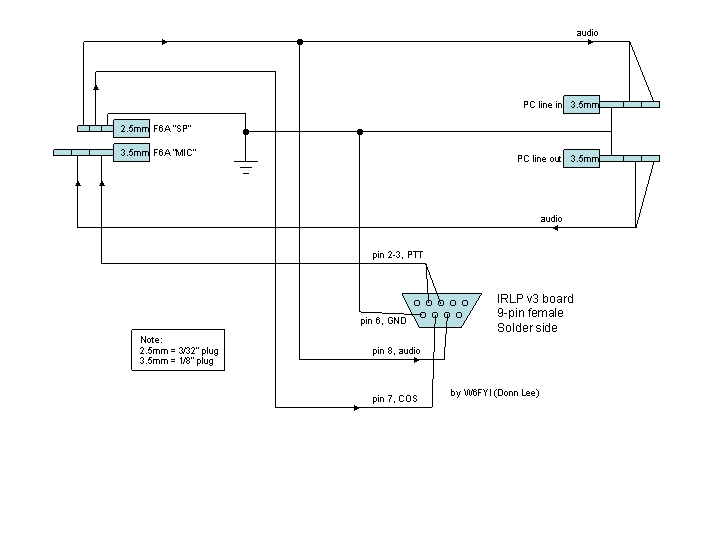 audio
PC line in 3.5mm
2.5mm F6A "SP"
3.5mm F6A "MIC"
PC line out 3.5mm
audio
pin 2-3, PTT
IRLP v3 board
9-pin female
Solder side
pin 6, GND
Note:
2.5mm = 3/32" plug
3.5mm = 1/8" plug
pin 8, audio
pin 7, COS
by W6FYI (Donn Lee)